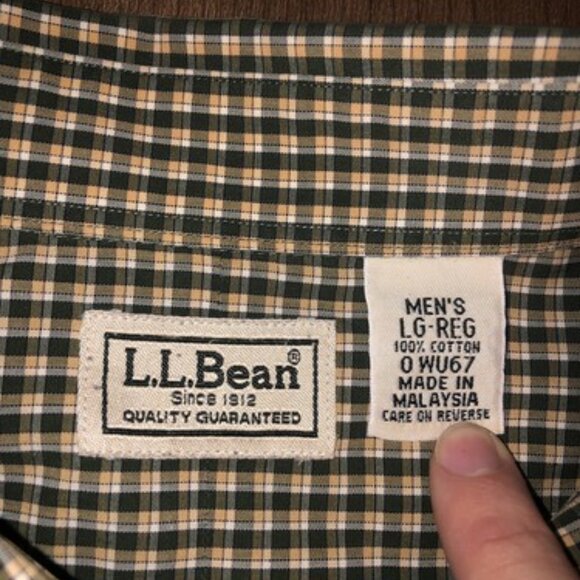 L.L.Bean®
Since 1912
QUALITY GUARANTEED
MEN'S
LG-REG
100% COTTON
0 WU67
MADE IN
MALAYSIA
CARE ON REVERSE